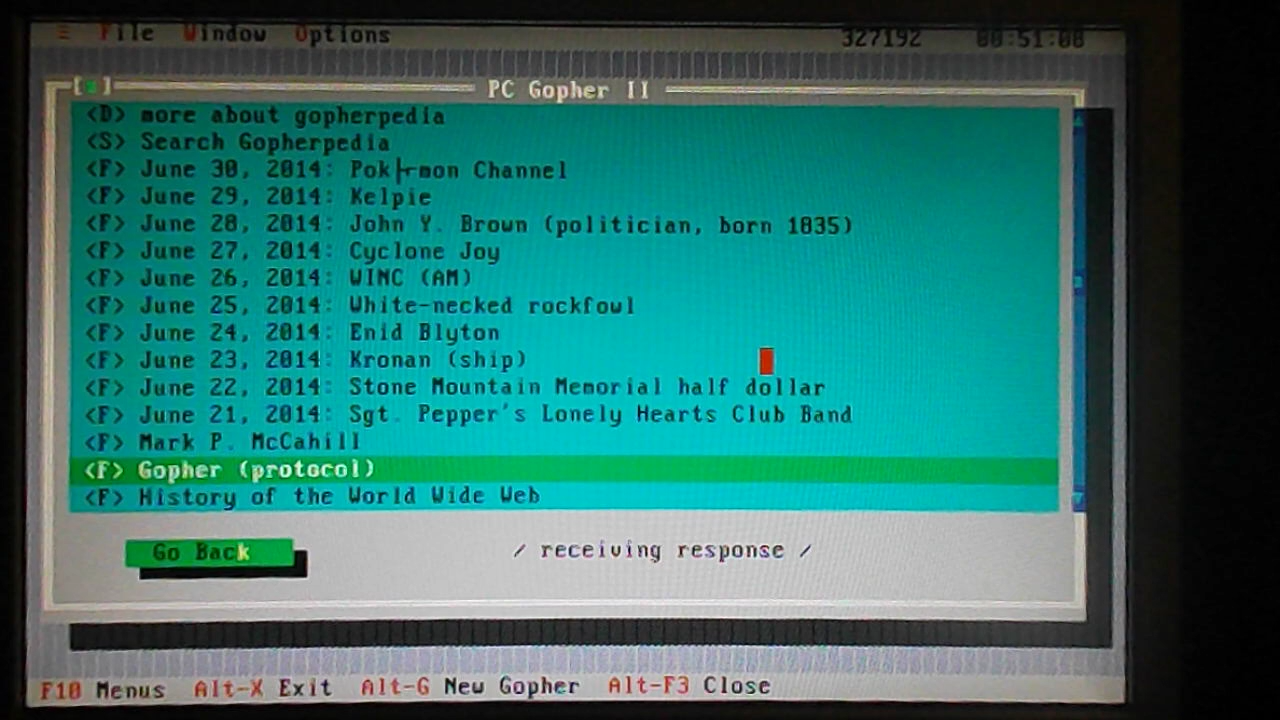 ≡ File Window Options 327192 00:51:08
[■] PC Gopher II
<D> more about gopherpedia
<S> Search Gopherpedia
<F> June 30, 2014: Pok├⌐mon Channel
<F> June 29, 2014: Kelpie
<F> June 28, 2014: John Y. Brown (politician, born 1835)
<F> June 27, 2014: Cyclone Joy
<F> June 26, 2014: WINC (AM)
<F> June 25, 2014: White-necked rockfowl
<F> June 24, 2014: Enid Blyton
<F> June 23, 2014: Kronan (ship)
<F> June 22, 2014: Stone Mountain Memorial half dollar
<F> June 21, 2014: Sgt. Pepper's Lonely Hearts Club Band
<F> Mark P. McCahill
<F> Gopher (protocol)
<F> History of the World Wide Web
Go Back / receiving response /
F10 Menus Alt-X Exit Alt-G New Gopher Alt-F3 Close